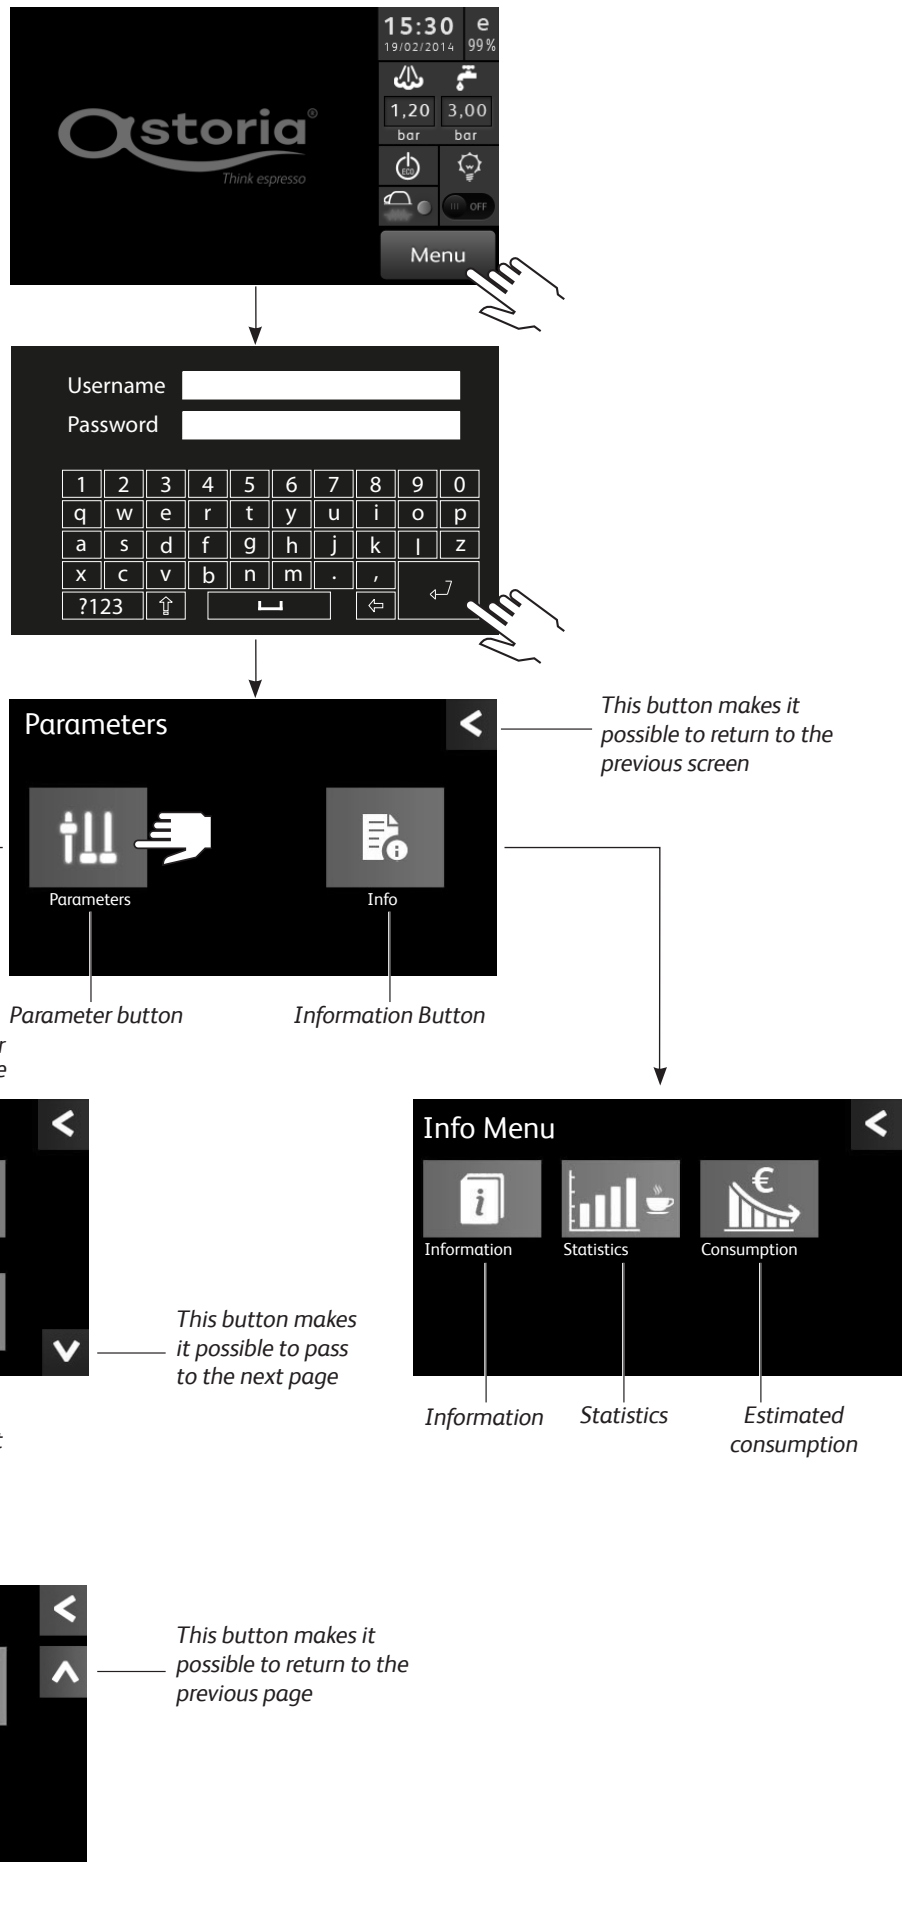 15:30
e
19/02/2014
99%
1,20
3,00
bar
bar
astoria®
Think espresso
ECO
OFF
Menu
Username
Password
1 2 3 4 5 6 7 8 9 0
q w e r t y u i o p
a s d f g h j k l z
x c v b n m . ,
?123
Parameters
This button makes it
possible to return to the
previous screen
Parameters
Info
Parameter button
Information Button
r
e
Info Menu
€
i
Information
Statistics
Consumption
This button makes
it possible to pass
to the next page
Information
Statistics
Estimated
consumption
t
This button makes it
possible to return to the
previous page